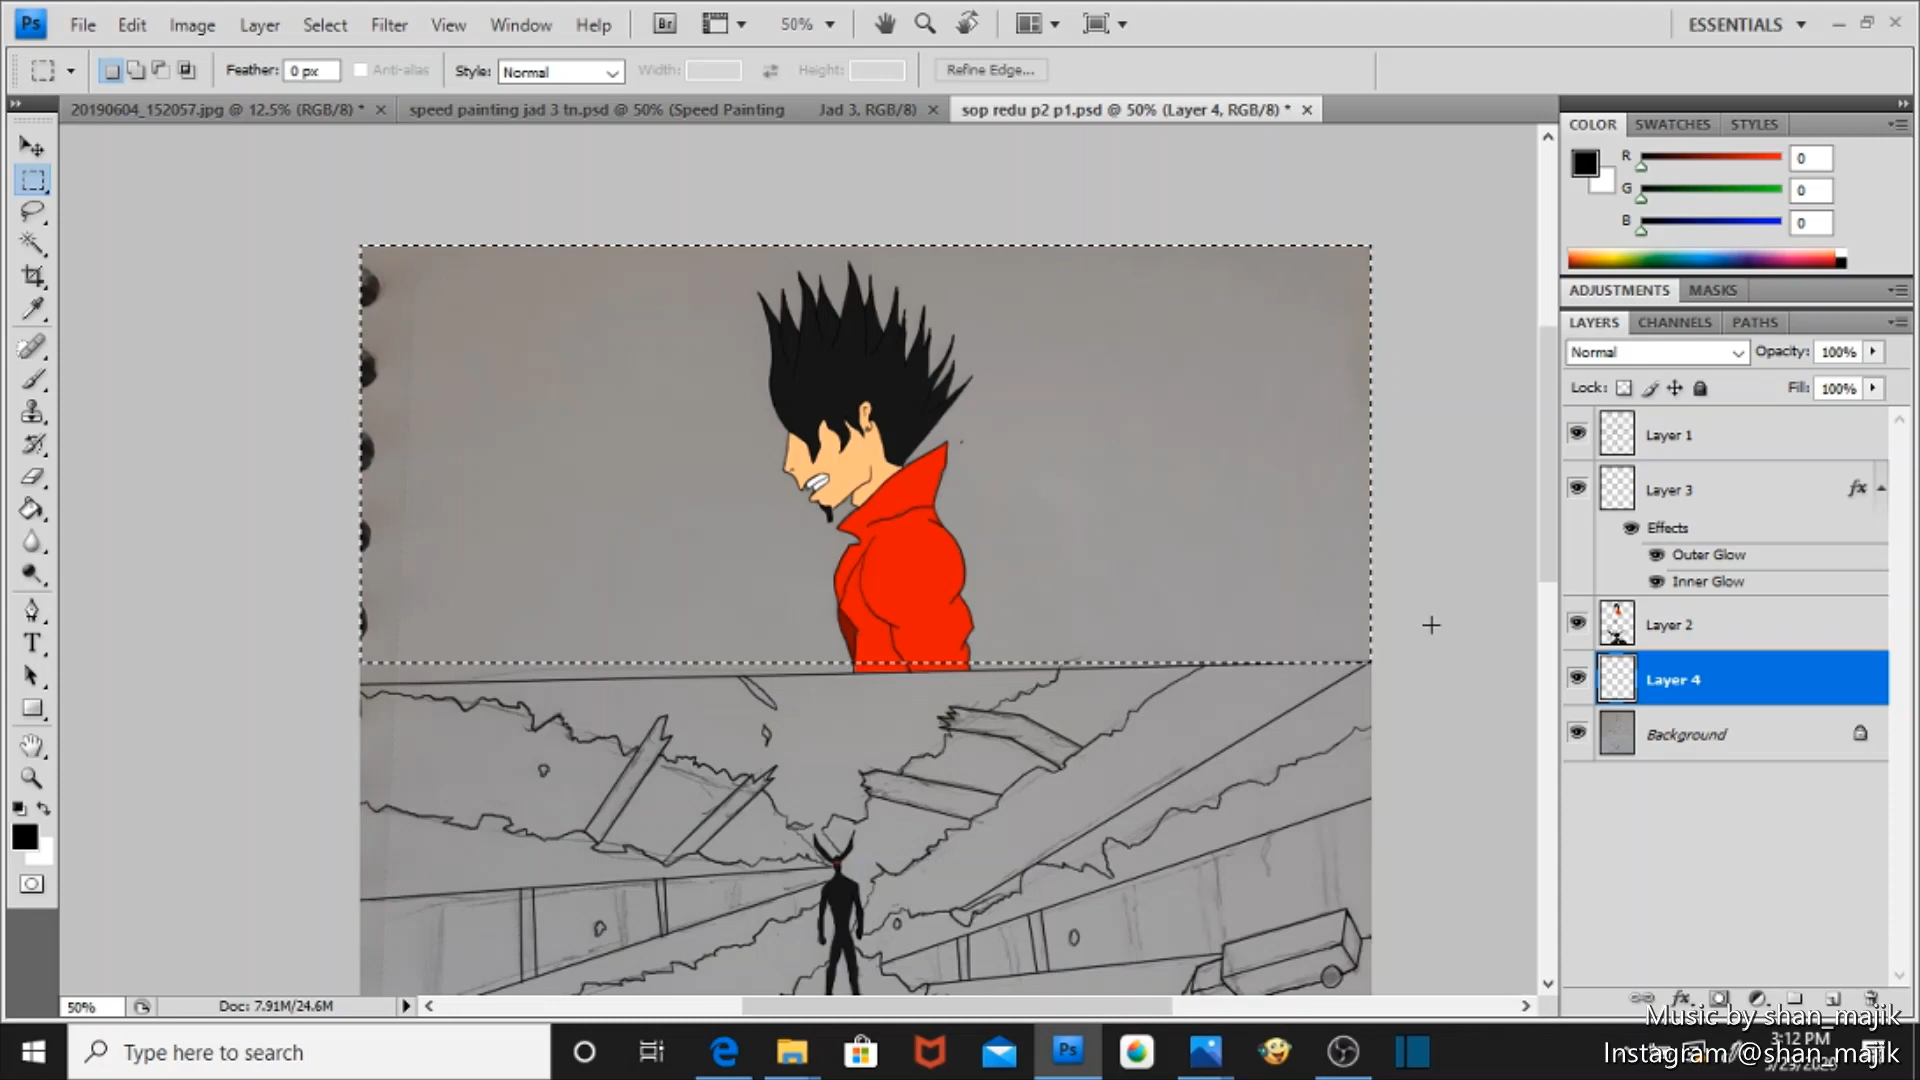 Ps File Edit Image Layer Select Filter View Window Help Br 50% ESSENTIALS
Feather: 0 px Anti-alias Style: Normal Width: Height: Refine Edge...
20190604_152057.jpg @ 12.5% (RGB/8) * speed painting jad 3 tn.psd @ 50% (Speed Painting Jad 3, RGB/8) sop redu p2 p1.psd @ 50% (Layer 4, RGB/8) *
COLOR SWATCHES STYLES
R 0
G 0
B 0
ADJUSTMENTS MASKS
LAYERS CHANNELS PATHS
Normal Opacity: 100%
Lock: Fill: 100%
Layer 1
Layer 3 fx
Effects
Outer Glow
Inner Glow
Layer 2
Layer 4
Background
T
50% Doc: 7.91M/24.6M
fx
Music by shan_majik
Type here to search Ps
3:12 PM
Instagram @shan_majik